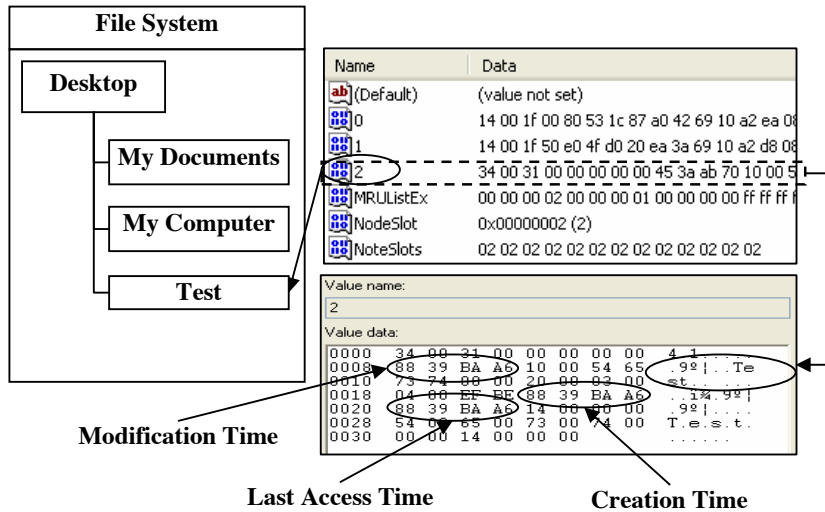 File System
Desktop
My Documents
My Computer
Test
Name Data
(Default) (value not set)
0 14 00 1f 00 80 53 1c 87 a0 42 69 10 a2 ea 08
1 14 00 1f 50 e0 4f d0 20 ea 3a 69 10 a2 d8 08
2 34 00 31 00 00 00 00 00 45 3a ab 70 10 00 5
MRUListEx 00 00 00 02 00 00 00 01 00 00 00 ff ff ff f
NodeSlot 0x00000002 (2)
NoteSlots 02 02 02 02 02 02 02 02 02 02 02
Value name:
2
Value data:
0000 34 00 31 00 00 00 00 00 4.1.....
0008 88 39 BA A6 10 00 54 65 .9º¦..Te
0010 73 74 00 00 20 00 03 00 st......
0018 04 00 EF BE 88 39 BA A6 ..ï¾.9º¦
0020 88 39 BA A6 14 00 00 00 .9º¦....
0028 54 00 65 00 73 00 74 00 T.e.s.t.
0030 00 00 14 00 00 00 ......
Modification Time
Last Access Time
Creation Time